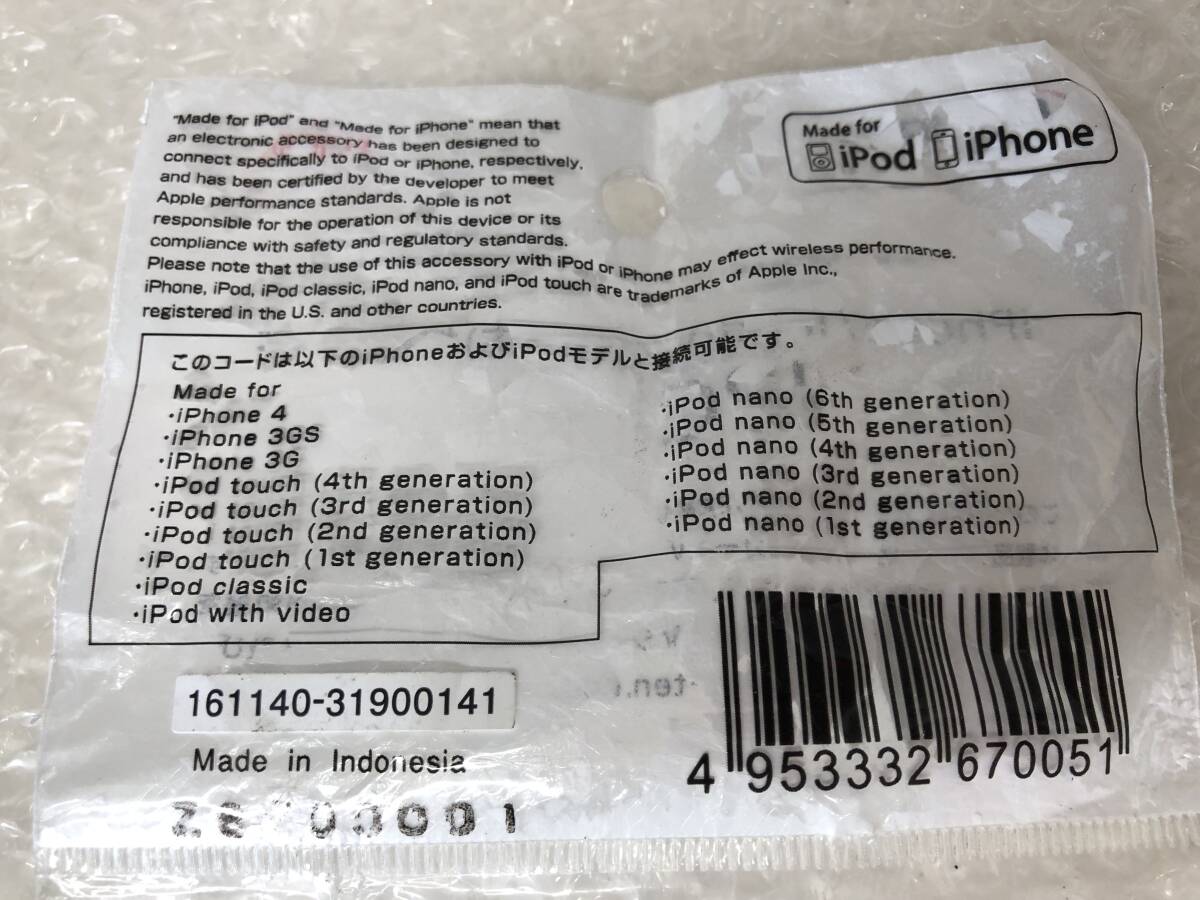 "Made for iPod" and "Made for iPhone" mean that
an electronic accessory has been designed to
connect specifically to iPod or iPhone, respectively,
and has been certified by the developer to meet
Apple performance standards. Apple is not
responsible for the operation of this device or its
compliance with safety and regulatory standards.
Please note that the use of this accessory with iPod or iPhone may effect wireless performance.
iPhone, iPod, iPod classic, iPod nano, and iPod touch are trademarks of Apple Inc.,
registered in the U.S. and other countries.
Made for
iPod iPhone
このコードは以下のiPhoneおよびiPodモデルと接続可能です。
Made for
・iPhone 4
・iPhone 3GS
・iPhone 3G
・iPod touch (4th generation)
・iPod touch (3rd generation)
・iPod touch (2nd generation)
・iPod touch (1st generation)
・iPod classic
・iPod with video
・iPod nano (6th generation)
・iPod nano (5th generation)
・iPod nano (4th generation)
・iPod nano (3rd generation)
・iPod nano (2nd generation)
・iPod nano (1st generation)
161140-31900141
Made in Indonesia
4 953332 670051